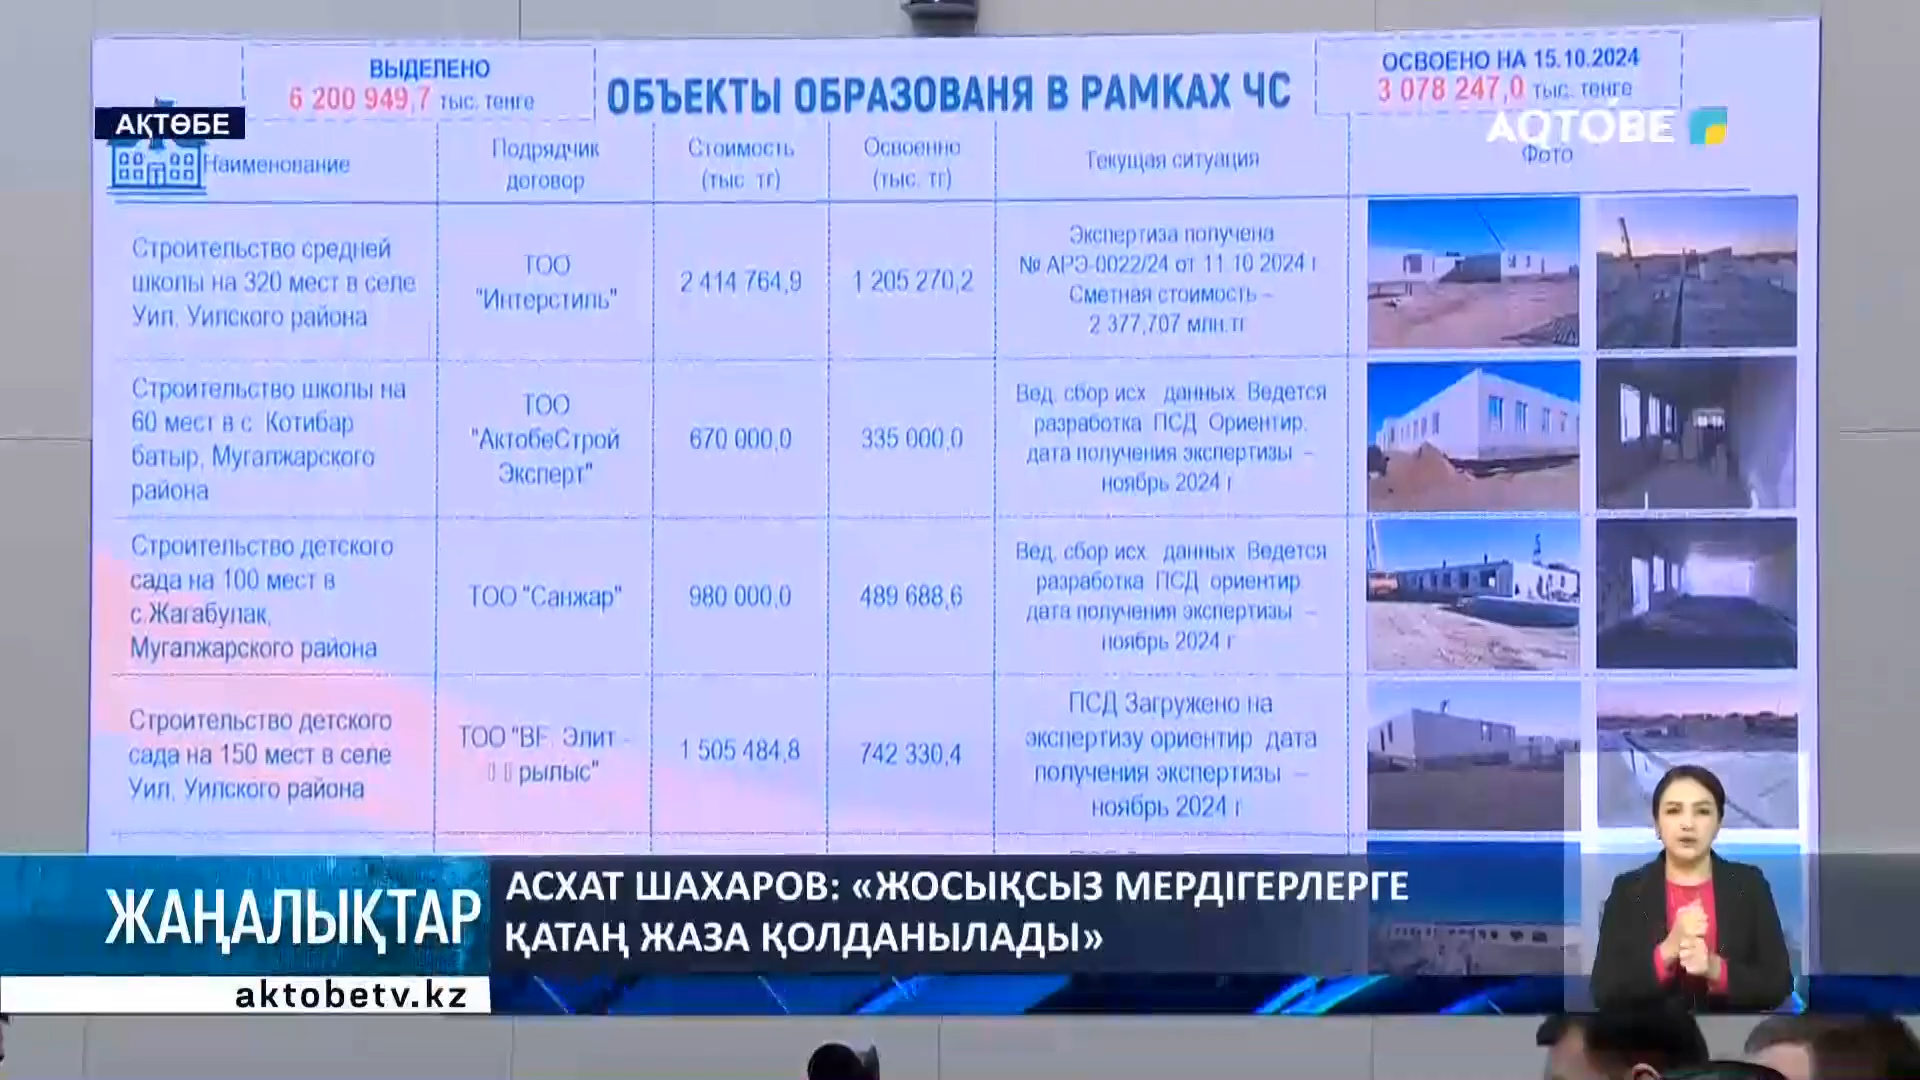 ВЫДЕЛЕНО
6 200 949,7 тыс. тенге
ОБЪЕКТЫ ОБРАЗОВАНЯ В РАМКАХ ЧС
ОСВОЕНО НА 15.10.2024
3 078 247,0 тыс. тенге
АҚТӨБЕ
AQTOBE
Наименование
Подрядчик
договор
Стоимость
(тыс. тг)
Освоенно
(тыс. тг)
Текущая ситуация
Фото
Строительство средней
школы на 320 мест в селе
Уил, Уилского района
ТОО
"Интерстиль"
2 414 764,9
1 205 270,2
Экспертиза получена
№ АРЭ-0022/24 от 11.10 2024 г
Сметная стоимость –
2 377,707 млн.тг
Строительство школы на
60 мест в с. Котибар
батыр, Мугалжарского
района
ТОО
"АктобеСтрой
Эксперт"
670 000,0
335 000,0
Вед. сбор исх. данных. Ведется
разработка ПСД. Ориентир.
дата получения экспертизы –
ноябрь 2024 г
Строительство детского
сада на 100 мест в
с.Жагабулак,
Мугалжарского района
ТОО "Санжар"
980 000,0
489 688,6
Вед. сбор исх. данных. Ведется
разработка ПСД ориентир
дата получения экспертизы –
ноябрь 2024 г
Строительство детского
сада на 150 мест в селе
Уил, Уилского района
ТОО "BF. Элит -
рылыс"
1 505 484,8
742 330,4
ПСД Загружено на
экспертизу ориентир дата
получения экспертизы –
ноябрь 2024 г
ЖАҢАЛЫҚТАР
aktobetv.kz
АСХАТ ШАХАРОВ: «ЖОСЫҚСЫЗ МЕРДІГЕРЛЕРГЕ
ҚАТАҢ ЖАЗА ҚОЛДАНЫЛАДЫ»